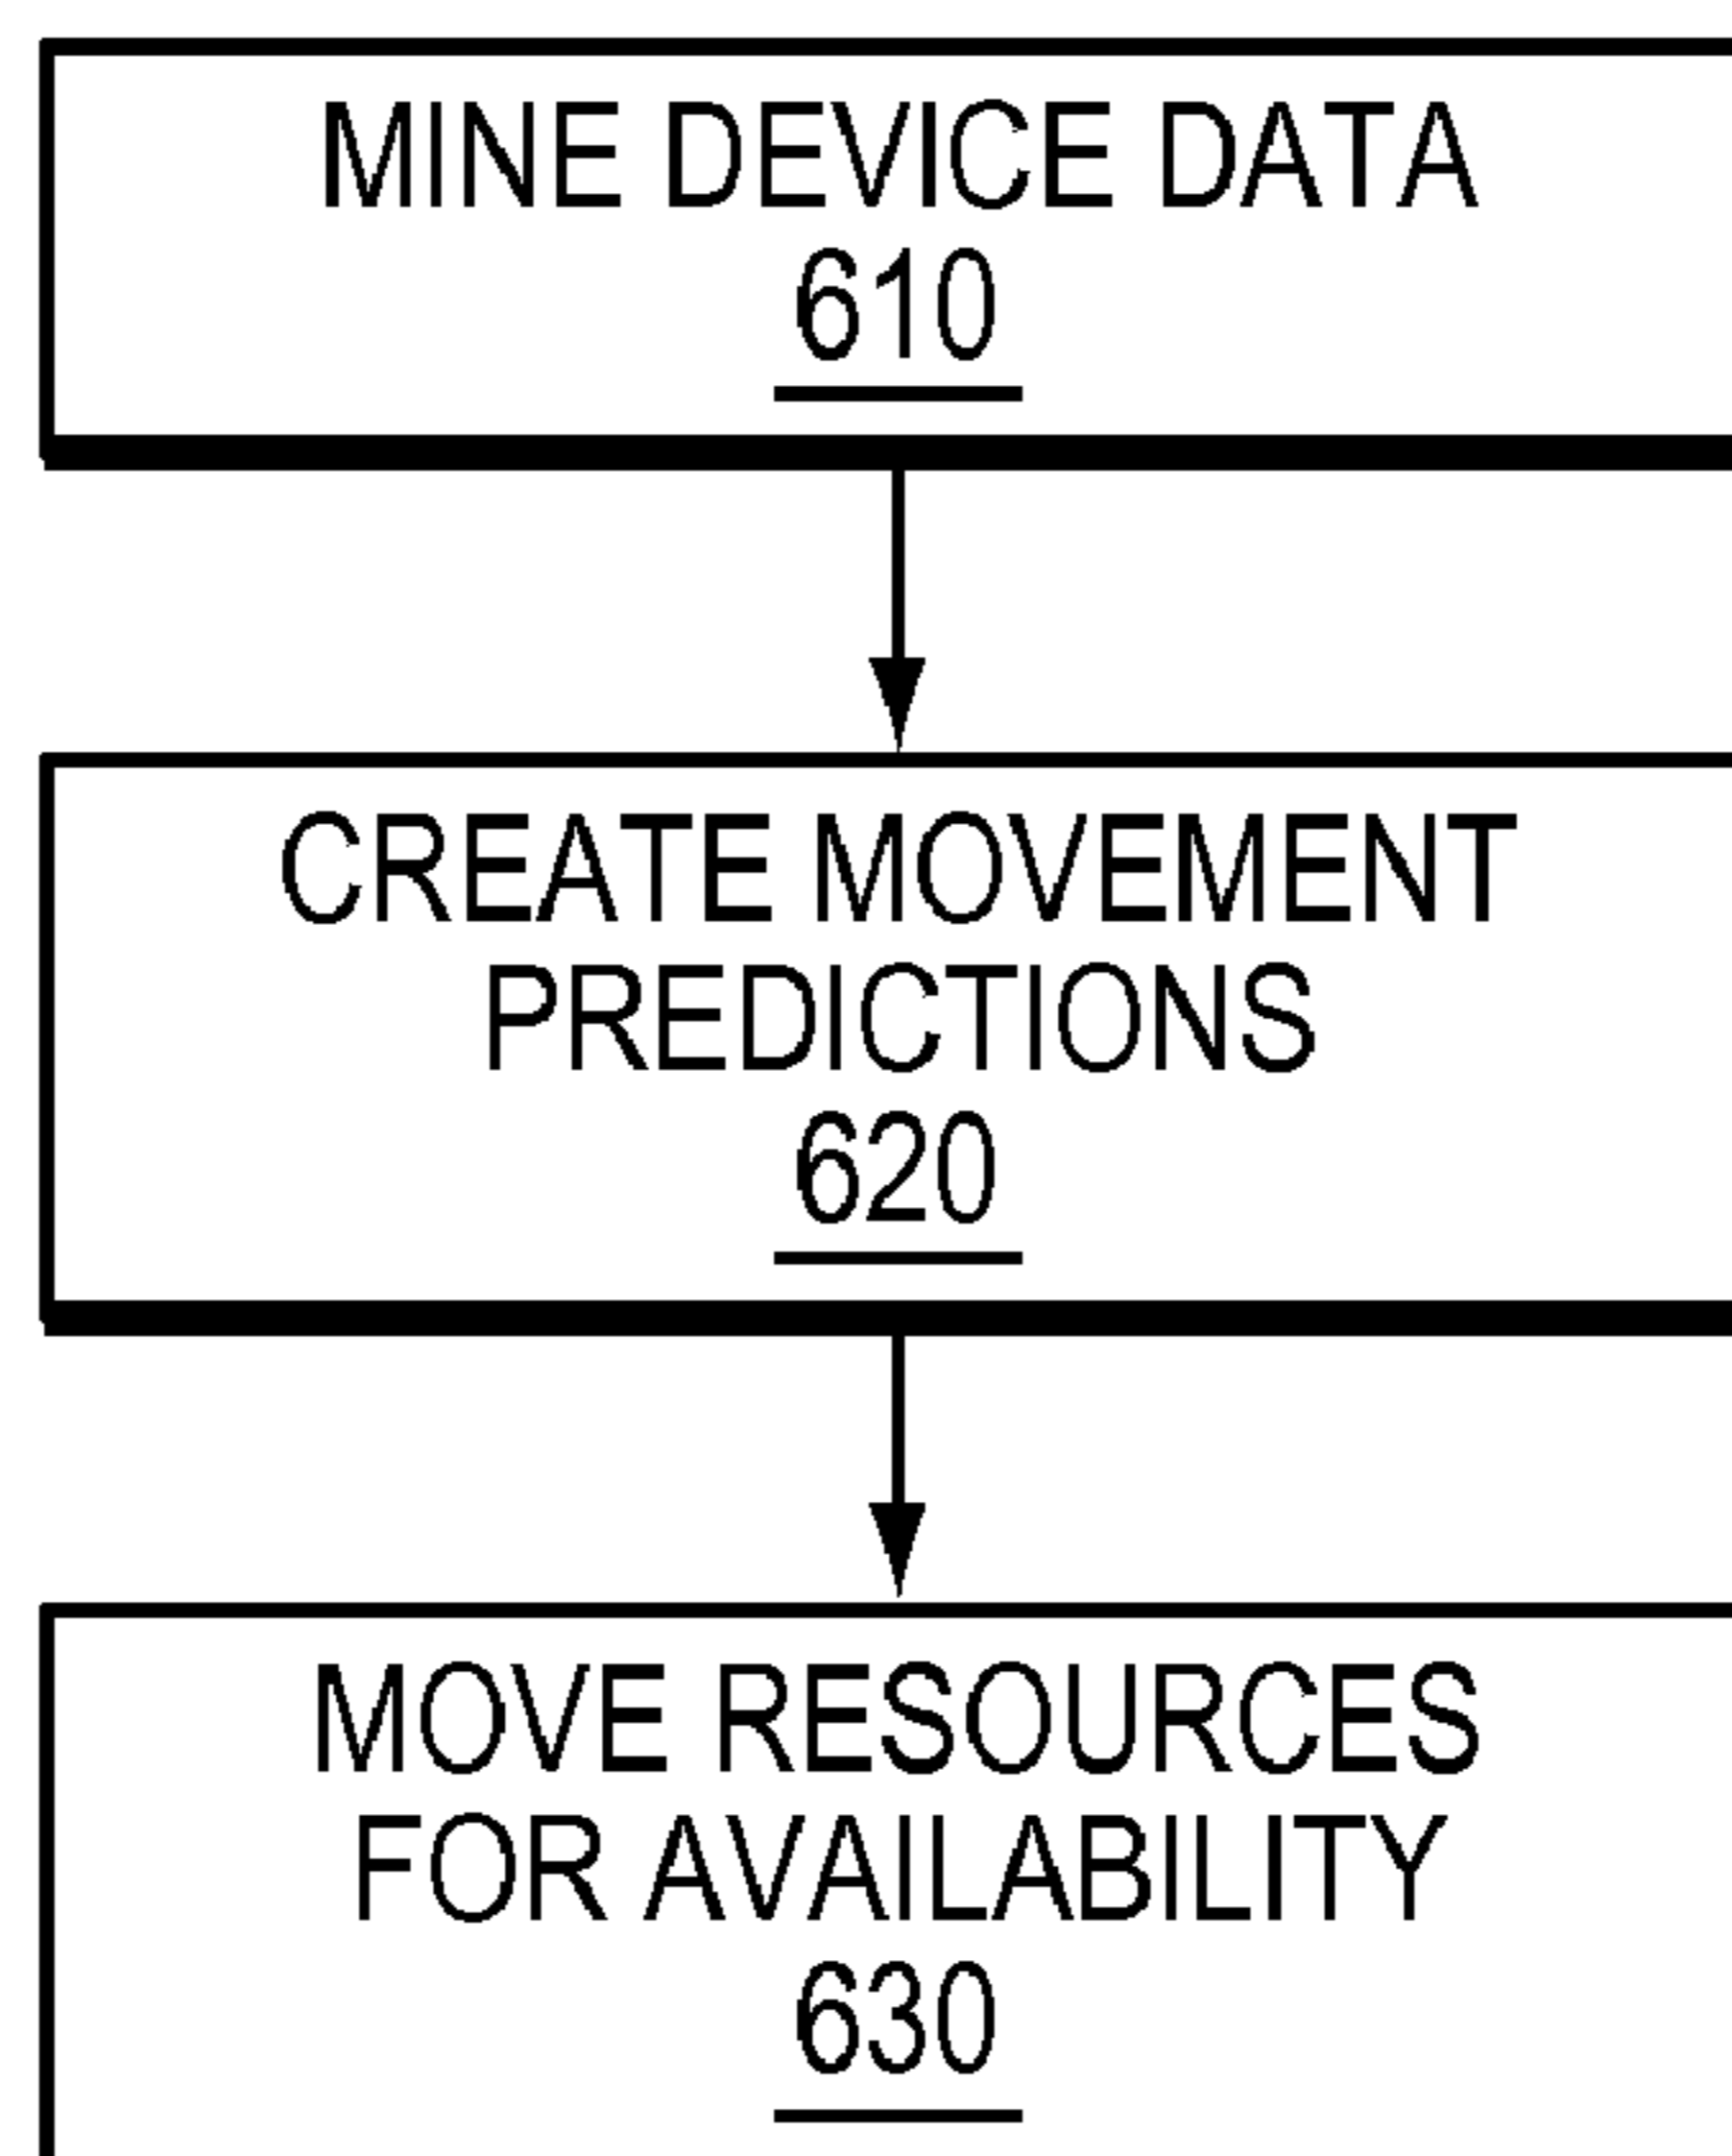 MINE DEVICE DATA
610
CREATE MOVEMENT
PREDICTIONS
620
MOVE RESOURCES
FOR AVAILABILITY
630